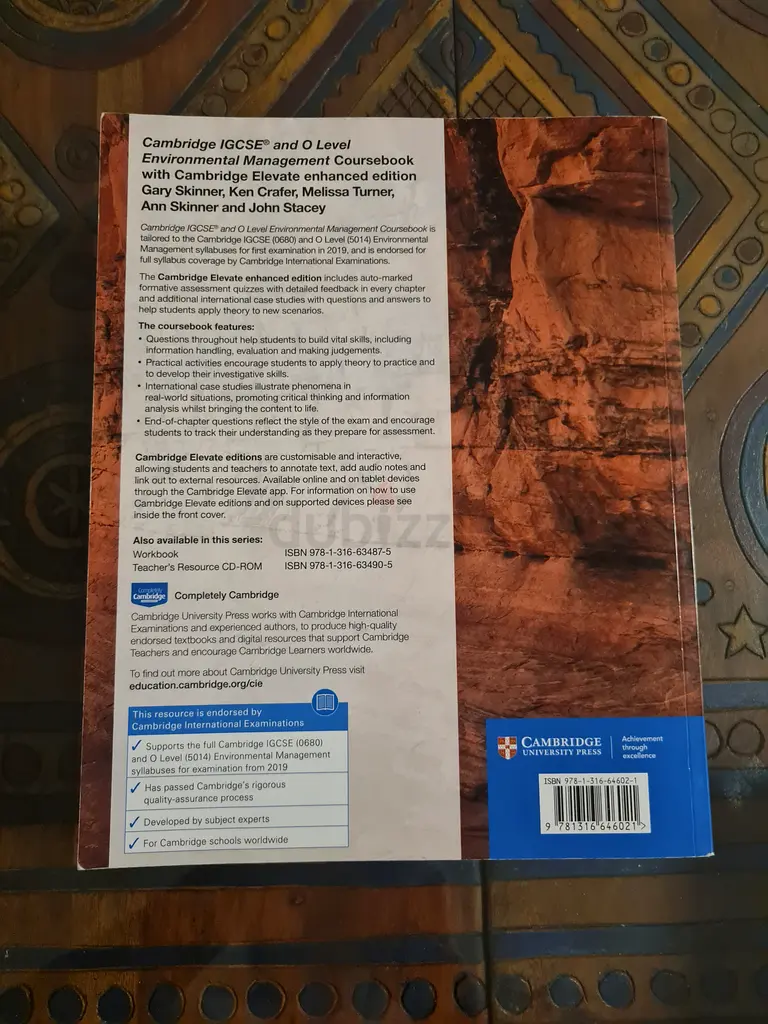 Cambridge IGCSE® and O Level
Environmental Management Coursebook
with Cambridge Elevate enhanced edition
Gary Skinner, Ken Crafer, Melissa Turner,
Ann Skinner and John Stacey
Cambridge IGCSE® and O Level Environmental Management Coursebook is
tailored to the Cambridge IGCSE (0680) and O Level (5014) Environmental
Management syllabuses for first examination in 2019, and is endorsed for
full syllabus coverage by Cambridge International Examinations.
The Cambridge Elevate enhanced edition includes auto-marked
formative assessment quizzes with detailed feedback in every chapter
and additional international case studies with questions and answers to
help students apply theory to new scenarios.
The coursebook features:
• Questions throughout help students to build vital skills, including
information handling, evaluation and making judgements.
• Practical activities encourage students to apply theory to practice and
to develop their investigative skills.
• International case studies illustrate phenomena in
real-world situations, promoting critical thinking and information
analysis whilst bringing the content to life.
• End-of-chapter questions reflect the style of the exam and encourage
students to track their understanding as they prepare for assessment.
Cambridge Elevate editions are customisable and interactive,
allowing students and teachers to annotate text, add audio notes and
link out to external resources. Available online and on tablet devices
through the Cambridge Elevate app. For information on how to use
Cambridge Elevate editions and on supported devices please see
inside the front cover.
dubizzle
Also available in this series:
Workbook ISBN 978-1-316-63487-5
Teacher's Resource CD-ROM ISBN 978-1-316-63490-5
Completely
Cambridge
Completely Cambridge
Cambridge University Press works with Cambridge International
Examinations and experienced authors, to produce high-quality
endorsed textbooks and digital resources that support Cambridge
Teachers and encourage Cambridge Learners worldwide.
To find out more about Cambridge University Press visit
education.cambridge.org/cie
This resource is endorsed by
Cambridge International Examinations
✓ Supports the full Cambridge IGCSE (0680)
and O Level (5014) Environmental Management
syllabuses for examination from 2019
✓ Has passed Cambridge's rigorous
quality-assurance process
✓ Developed by subject experts
✓ For Cambridge schools worldwide
CAMBRIDGE
UNIVERSITY PRESS
Achievement
through
excellence
ISBN 978-1-316-64602-1
9 781316 646021 >